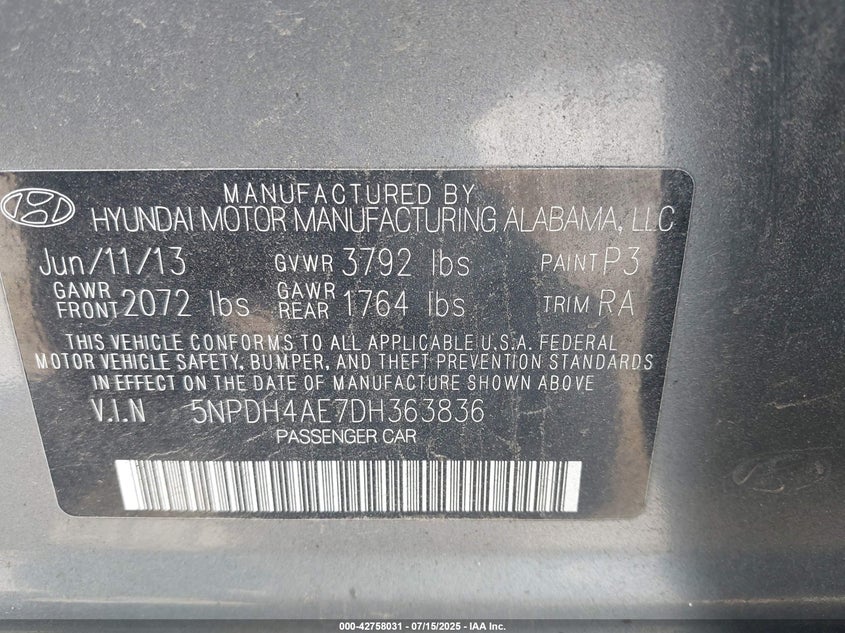 MANUFACTURED BY
HYUNDAI MOTOR MANUFACTURING ALABAMA, LLC
Jun/11/13 GVWR 3792 lbs PAINT P3
GAWR FRONT 2072 lbs GAWR REAR 1764 lbs TRIM RA
THIS VEHICLE CONFORMS TO ALL APPLICABLE U.S.A. FEDERAL
MOTOR VEHICLE SAFETY, BUMPER, AND THEFT PREVENTION STANDARDS
IN EFFECT ON THE DATE OF MANUFACTURE SHOWN ABOVE
V.I.N 5NPDH4AE7DH363836
PASSENGER CAR
000-42758031 - 07/15/2025 - IAA Inc.